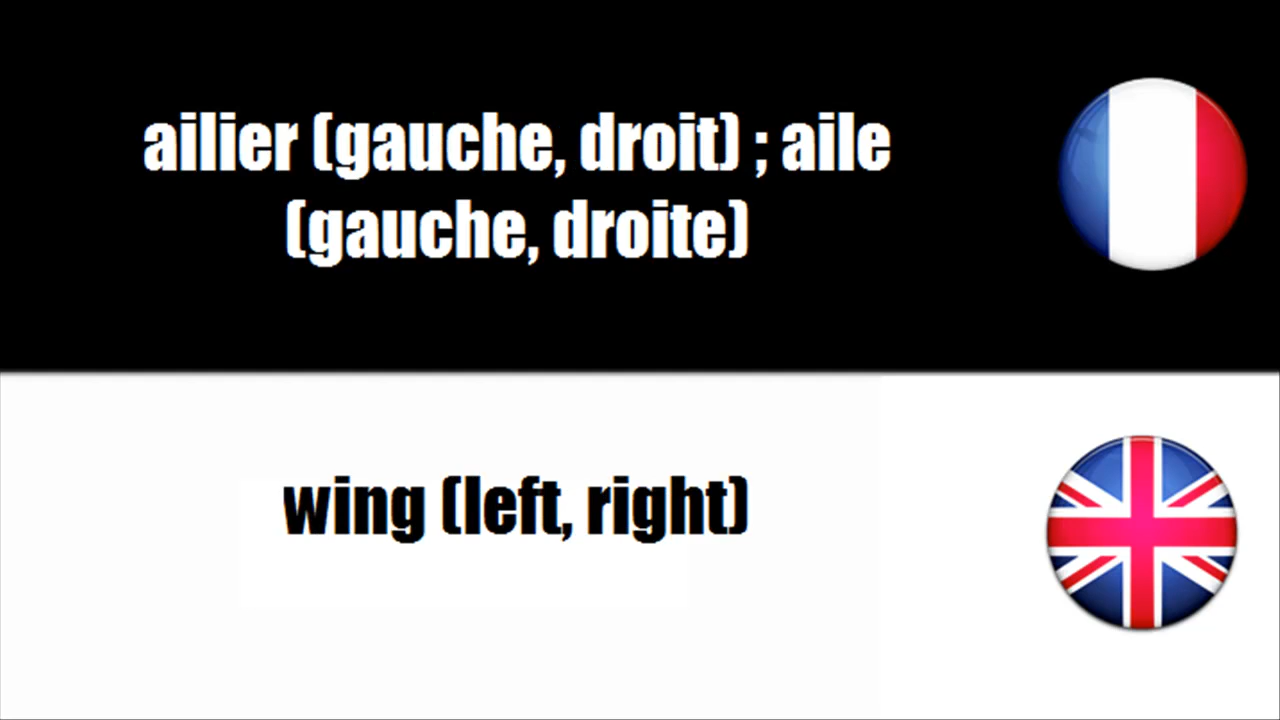 ailier (gauche, droit) ; aile
(gauche, droite)
wing (left, right)